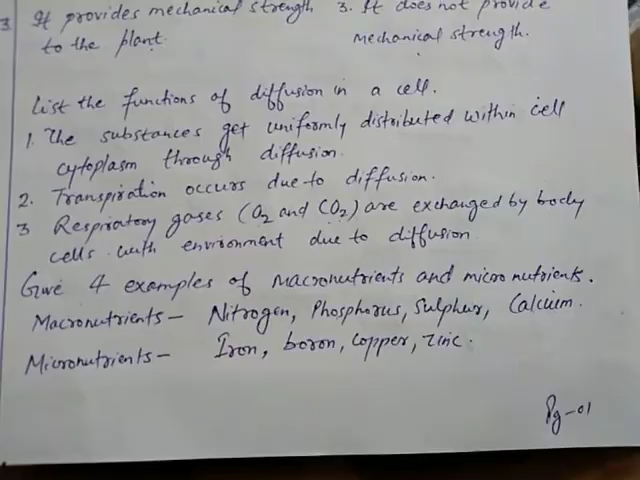 3. It provides mechanical strength 3. It does not provide
to the plant. mechanical strength.
List the functions of diffusion in a cell.
1. The substances get uniformly distributed within cell
cytoplasm through diffusion.
2. Transpiration occurs due to diffusion.
3 Respiratory gases (O2 and CO2) are exchanged by body
cells with environment due to diffusion
Give 4 examples of macronutrients and micronutrients.
Macronutrients - Nitrogen, Phosphorus, Sulphur, Calcium.
Micronutrients - Iron, boron, copper, zinc.
Pg-01